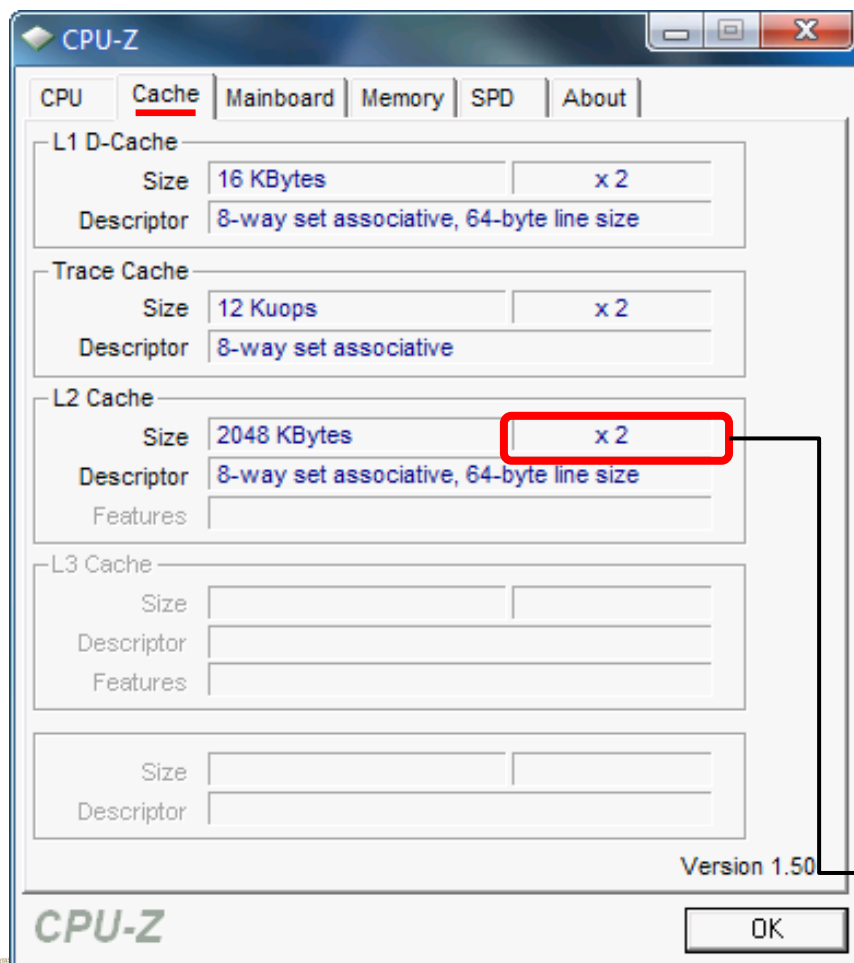 CPU-Z
CPU Cache Mainboard Memory SPD About
L1 D-Cache
Size 16 KBytes x 2
Descriptor 8-way set associative, 64-byte line size
Trace Cache
Size 12 Kuops x 2
Descriptor 8-way set associative
L2 Cache
Size 2048 KBytes x 2
Descriptor 8-way set associative, 64-byte line size
Features
L3 Cache
Size
Descriptor
Features
Size
Descriptor
Version 1.50
CPU-Z OK